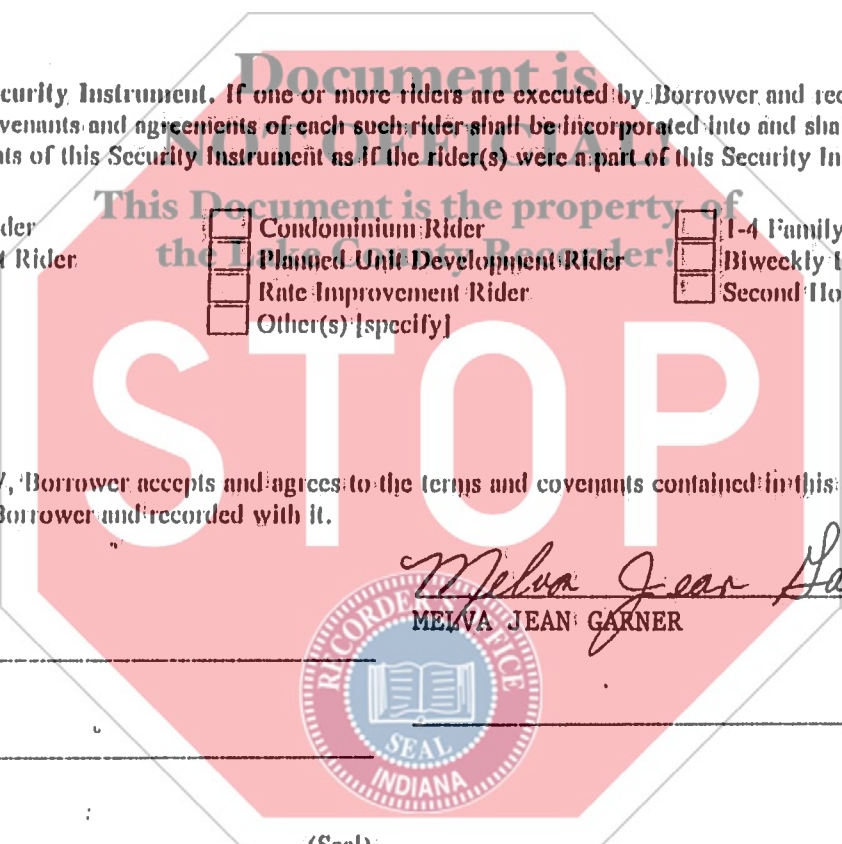 Document is
curity Instrument. If one or more riders are executed by Borrower and rec
venants and agreements of each such rider shall be incorporated into and sha
NOT OFFICIAL!
nts of this Security Instrument as if the rider(s) were a part of this Security In
This Document is the property of
der Condominium Rider 1-4 Family
the Lake County Recorder!
t Rider Planned Unit Development Rider Biweekly
Rate Improvement Rider Second Ho
Other(s) [specify]
STOP
, Borrower accepts and agrees to the terms and covenants contained in this
Borrower and recorded with it.
Melva Jean Ga
MELVA JEAN GARNER
RECORDER'S OFFICE
SEAL
INDIANA
(Seal)